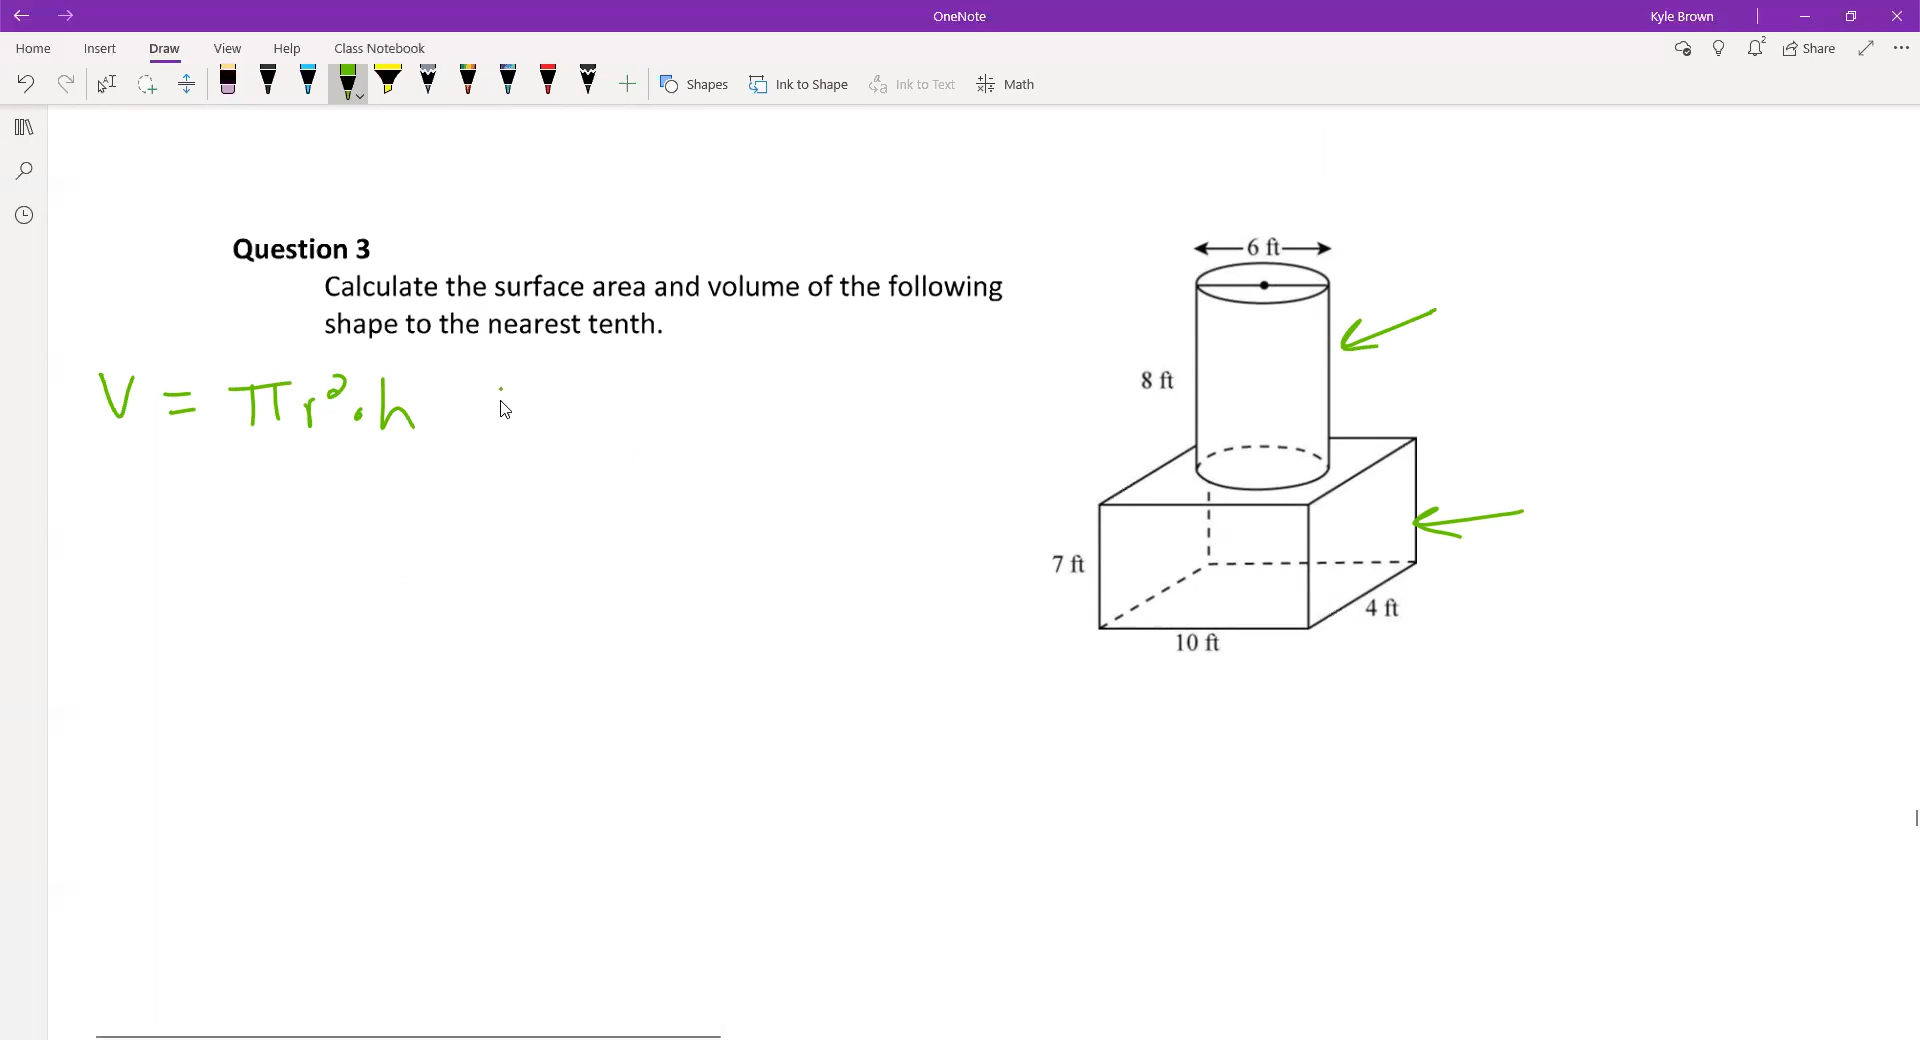 OneNote
Kyle Brown
Home Insert Draw View Help Class Notebook
2
Share
Shapes Ink to Shape Ink to Text Math
Question 3
Calculate the surface area and volume of the following
shape to the nearest tenth.
V = πr²·h
6 ft
8 ft
7 ft
4 ft
10 ft